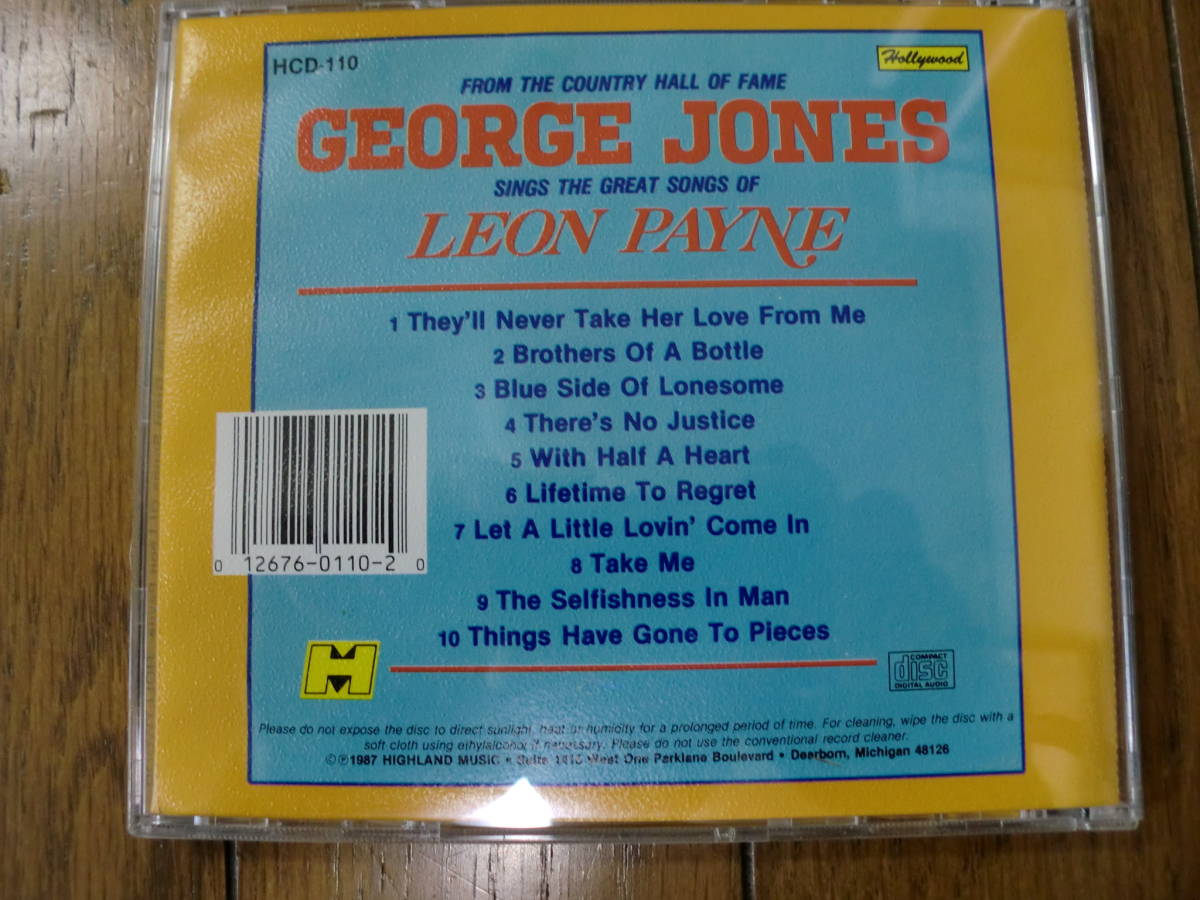 HCD-110
Hollywood
FROM THE COUNTRY HALL OF FAME
GEORGE JONES
SINGS THE GREAT SONGS OF
LEON PAYNE
1 They'll Never Take Her Love From Me
2 Brothers Of A Bottle
3 Blue Side Of Lonesome
4 There's No Justice
5 With Half A Heart
6 Lifetime To Regret
7 Let A Little Lovin' Come In
8 Take Me
9 The Selfishness In Man
10 Things Have Gone To Pieces
0 12676-0110-2 0
H
COMPACT
disc
DIGITAL AUDIO
Please do not expose the disc to direct sunlight, heat or humidity for a prolonged period of time. For cleaning, wipe the disc with a
soft cloth using ethylalcohol if necessary. Please do not use the conventional record cleaner.
©℗1987 HIGHLAND MUSIC • Suite West One Parklane Boulevard • Dearborn, Michigan 48126